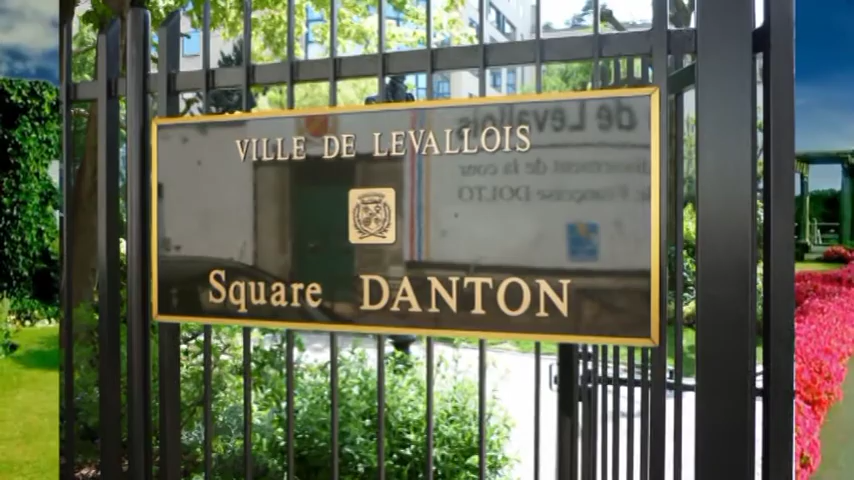 VILLE DE LEVALLOIS
Square DANTON
de Levallois
de la cour
Françoise DOLTO